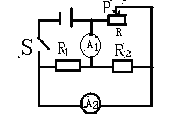 P
R
S R₁ A₁ R₂
A₂